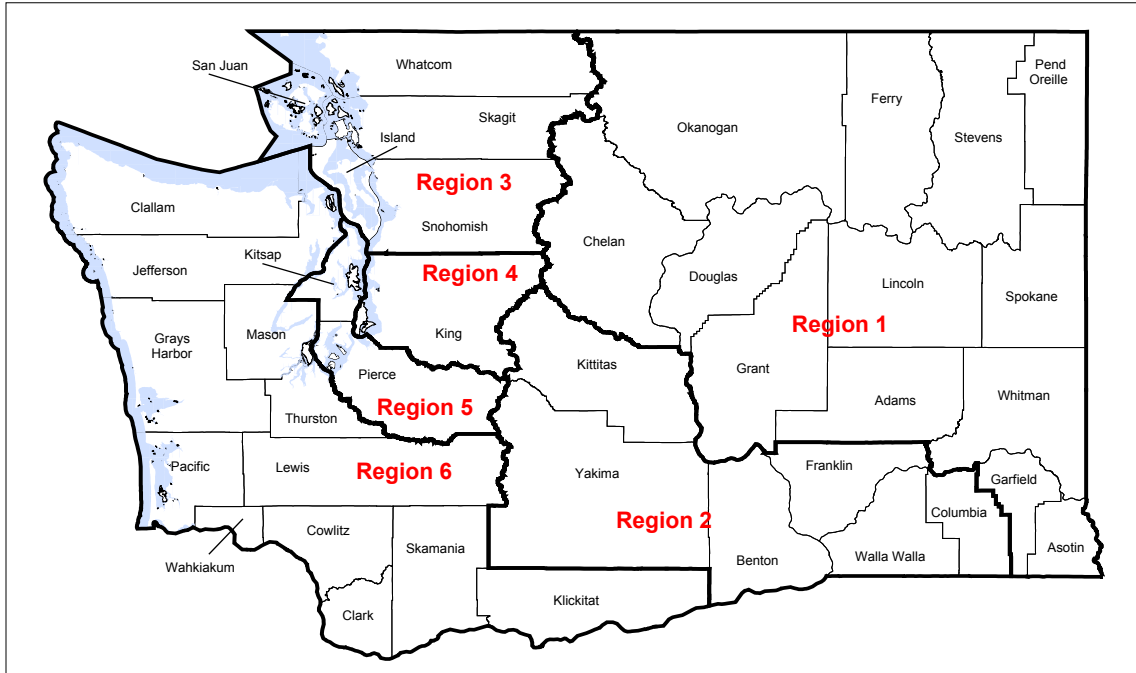 San Juan
Whatcom
Skagit
Island
Okanogan
Ferry
Stevens
Pend
Oreille
Region 3
Clallam
Snohomish
Chelan
Kitsap
Jefferson
Region 4
Douglas
Lincoln
Spokane
Grays
Harbor
Mason
King
Region 1
Kittitas
Grant
Pierce
Adams
Whitman
Region 5
Thurston
Pacific
Lewis
Region 6
Yakima
Franklin
Garfield
Region 2
Columbia
Cowlitz
Skamania
Wahkiakum
Benton
Walla Walla
Asotin
Klickitat
Clark